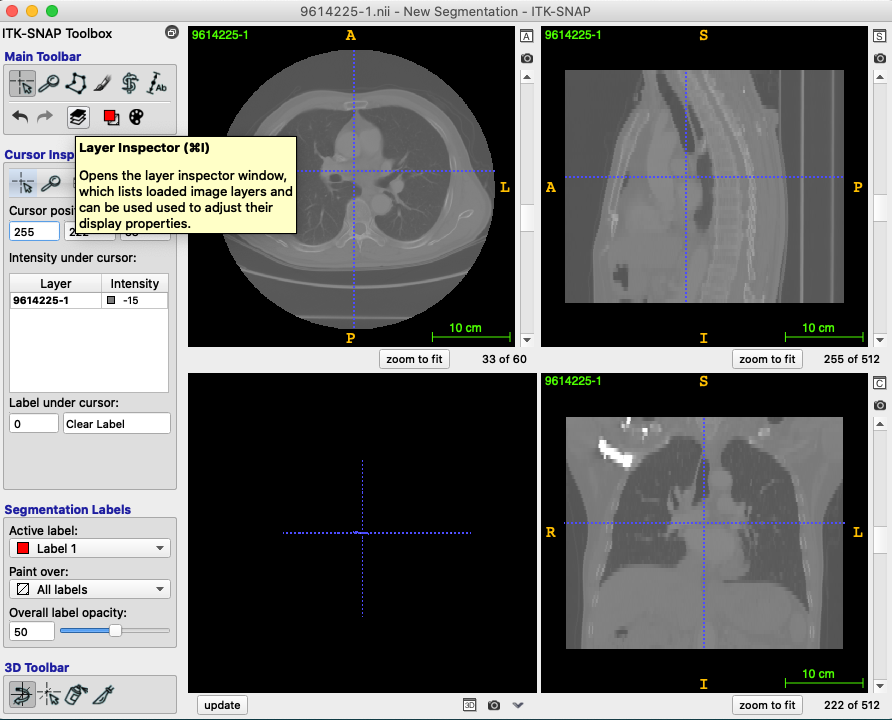 9614225-1.nii - New Segmentation - ITK-SNAP
ITK-SNAP Toolbox
Main Toolbar
Ab
Layer Inspector (⌘I)
Opens the layer inspector window,
which lists loaded image layers and
can be used used to adjust their
display properties.
Cursor Insp
Cursor posi
255
Intensity under cursor:
Layer Intensity
9614225-1 -15
Label under cursor:
0 Clear Label
Segmentation Labels
Active label:
Label 1
Paint over:
All labels
Overall label opacity:
50
3D Toolbar
9614225-1
A
A
L
P
10 cm
zoom to fit 33 of 60
9614225-1
S
S
A
P
I
10 cm
zoom to fit 255 of 512
update
3D
9614225-1
S
C
R
L
I
10 cm
zoom to fit 222 of 512